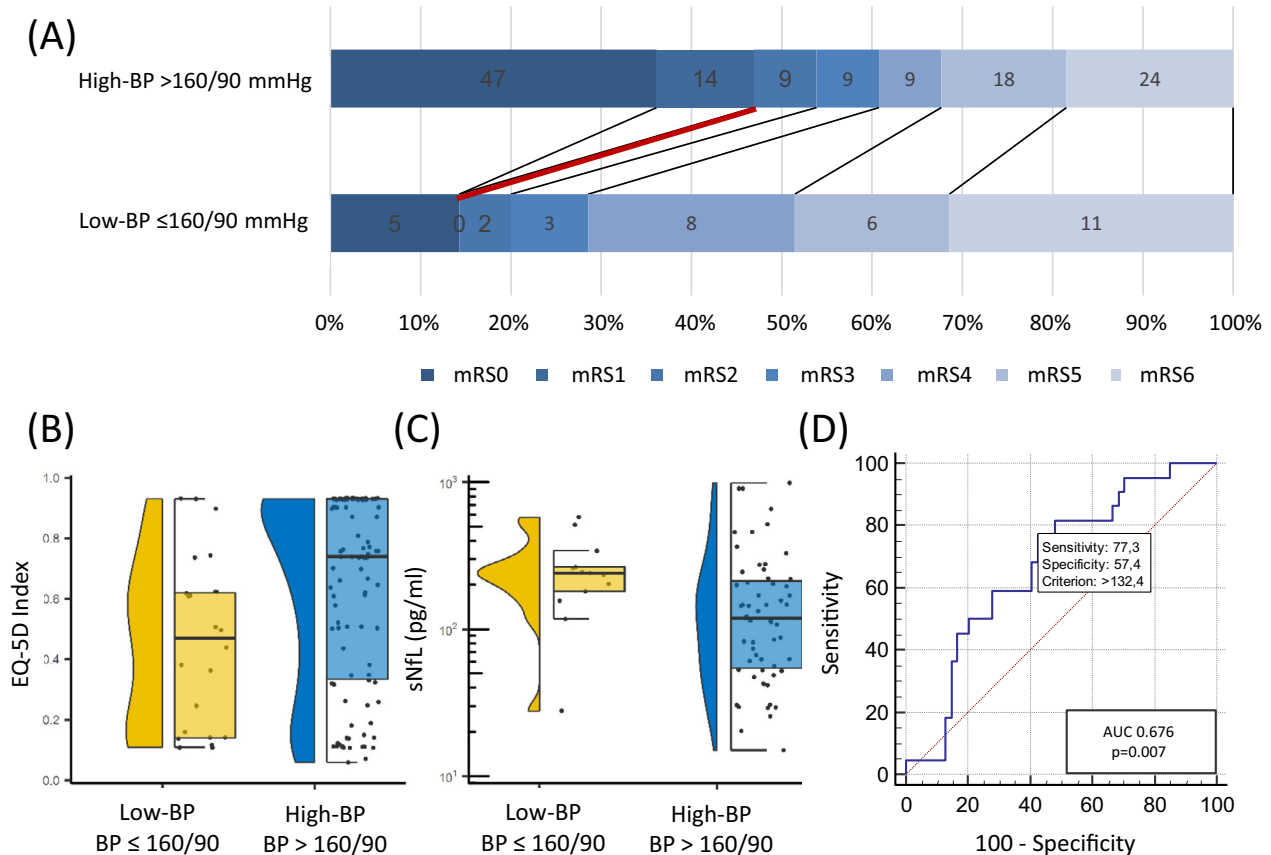 (A)
High-BP >160/90 mmHg
47 14 9 9 9 18 24
Low-BP ≤160/90 mmHg
5 0 2 3 8 6 11
0% 10% 20% 30% 40% 50% 60% 70% 80% 90% 100%
mRS0 mRS1 mRS2 mRS3 mRS4 mRS5 mRS6
(B)
EQ-5D Index
1.0
0.8
0.6
0.4
0.2
0.0
Low-BP
BP ≤ 160/90
High-BP
BP > 160/90
(C)
sNfL (pg/ml)
10³
10²
10¹
Low-BP
BP ≤ 160/90
High-BP
BP > 160/90
(D)
Sensitivity
100
80
60
40
20
0
Sensitivity: 77,3
Specificity: 57,4
Criterion: >132,4
AUC 0.676
p=0.007
0 20 40 60 80 100
100 - Specificity